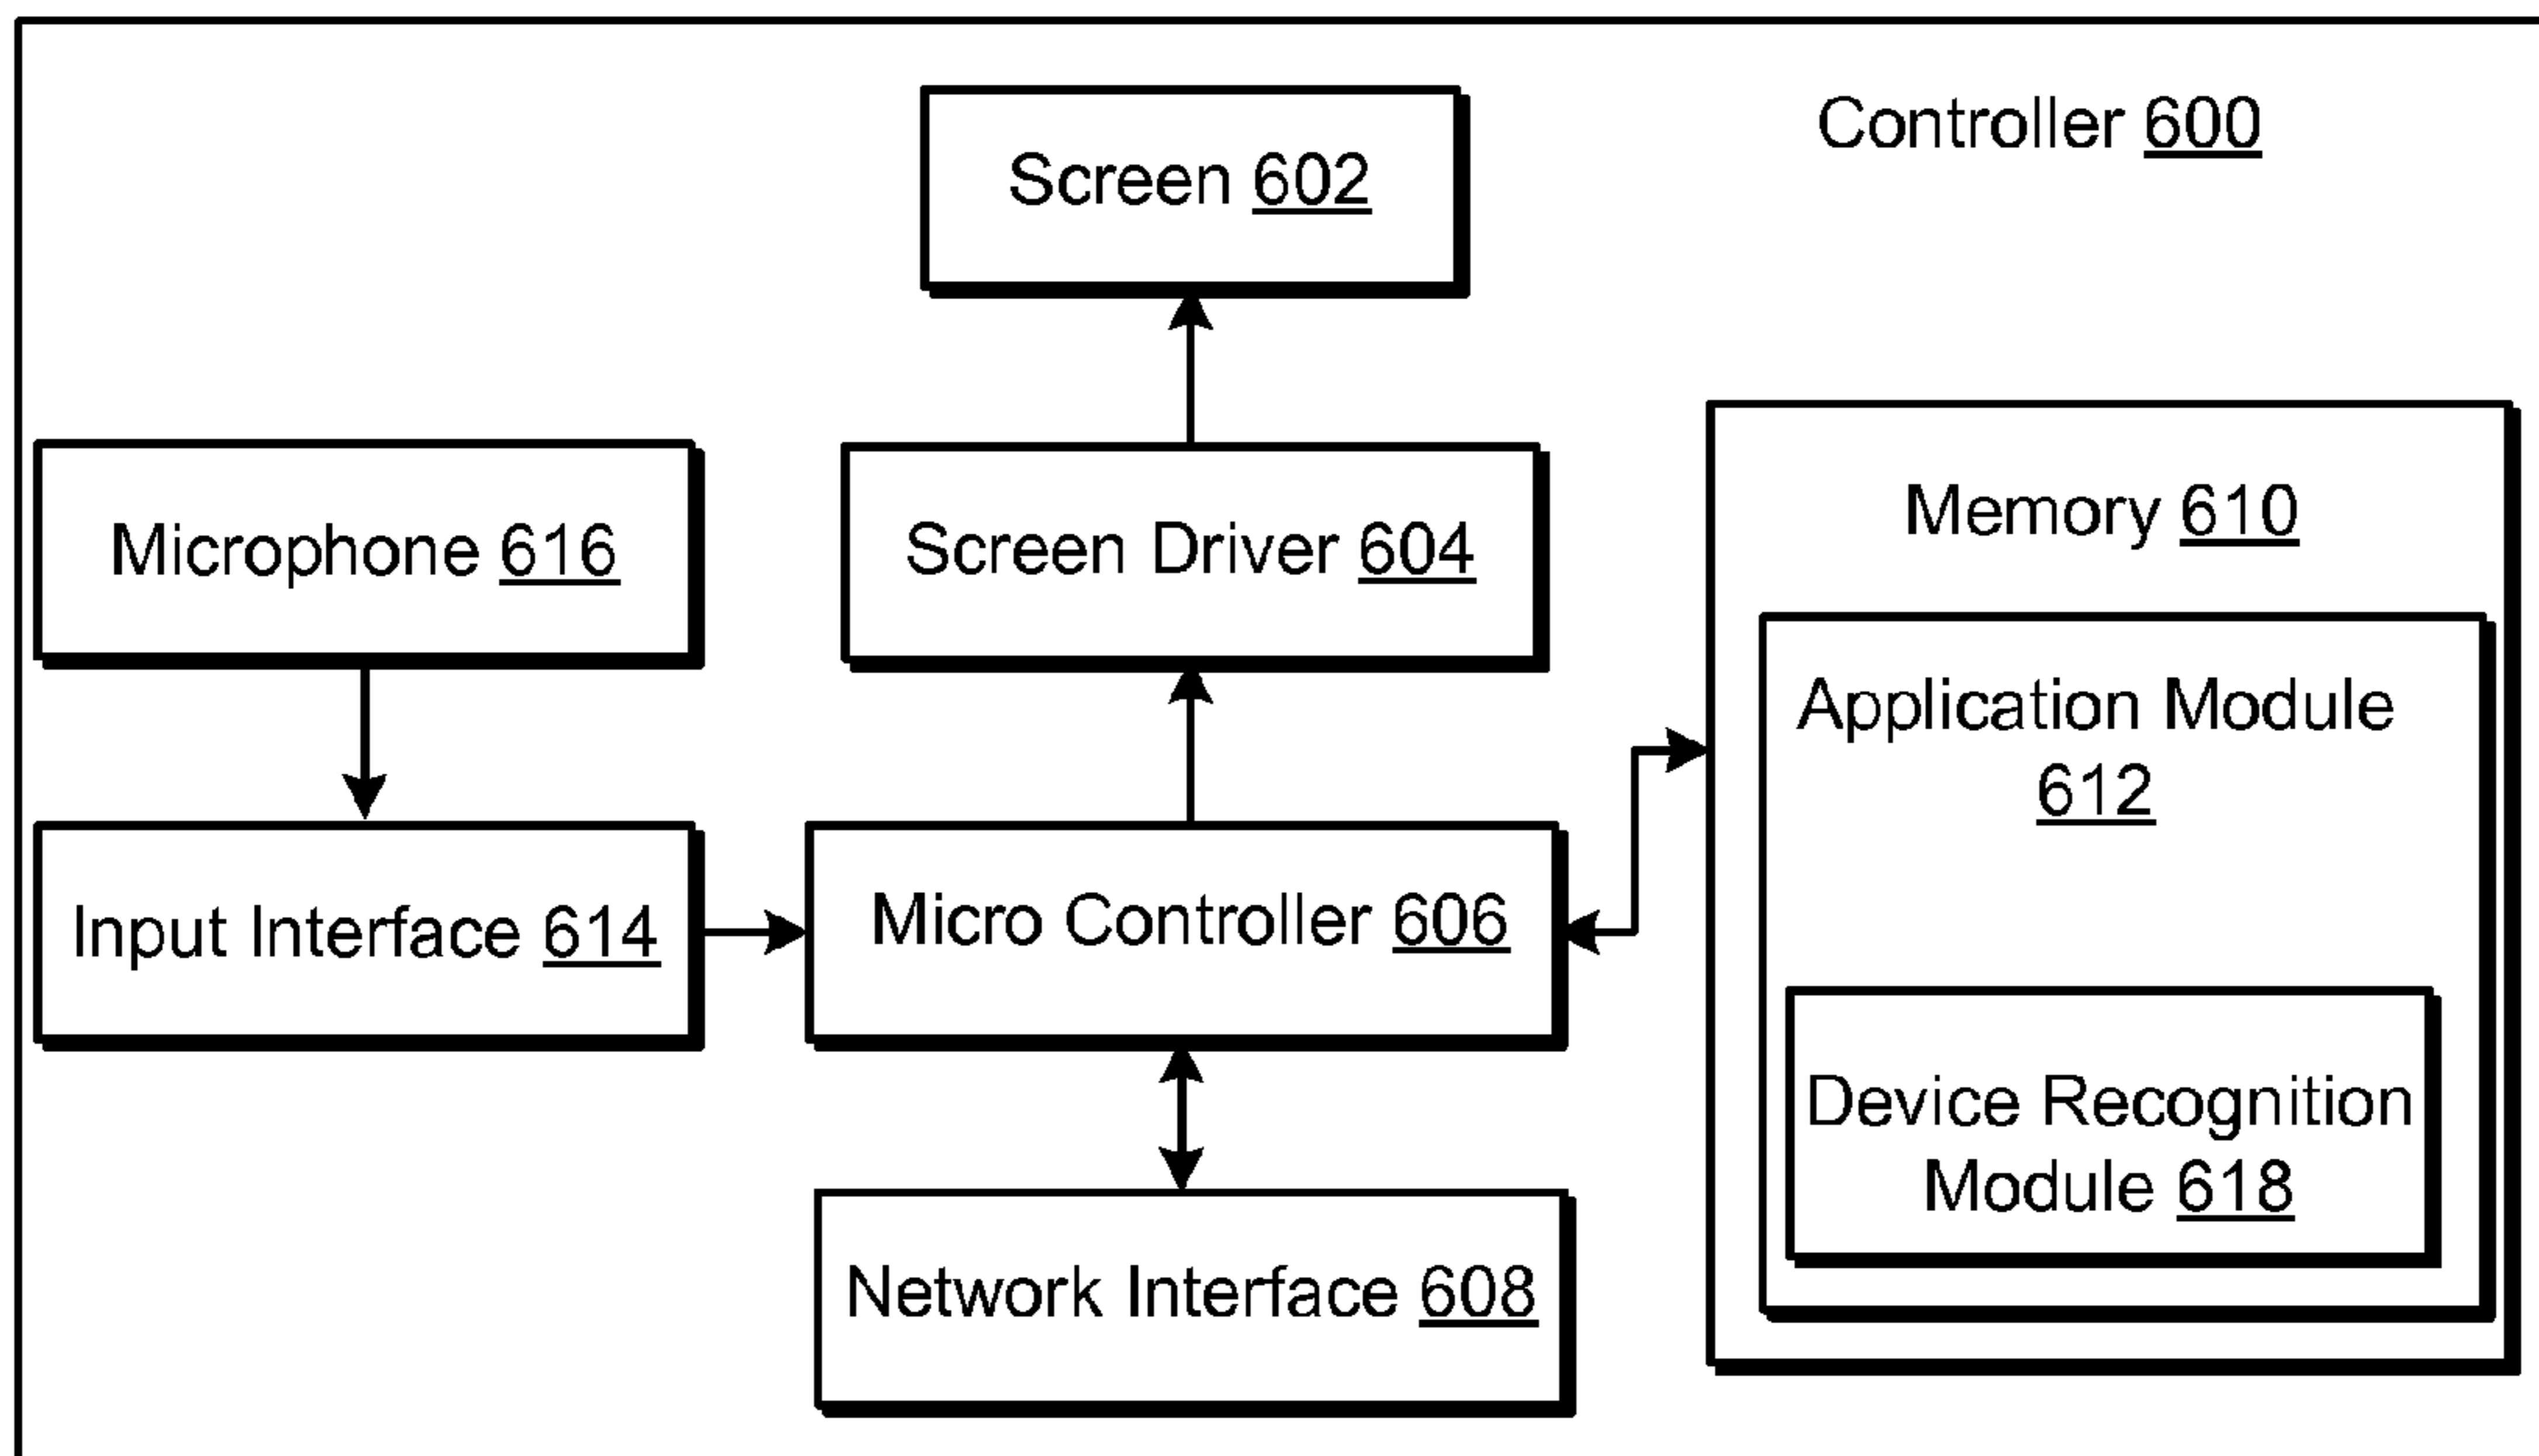 Controller 600
Screen 602
Microphone 616
Screen Driver 604
Memory 610
Application Module
612
Input Interface 614
Micro Controller 606
Device Recognition
Module 618
Network Interface 608